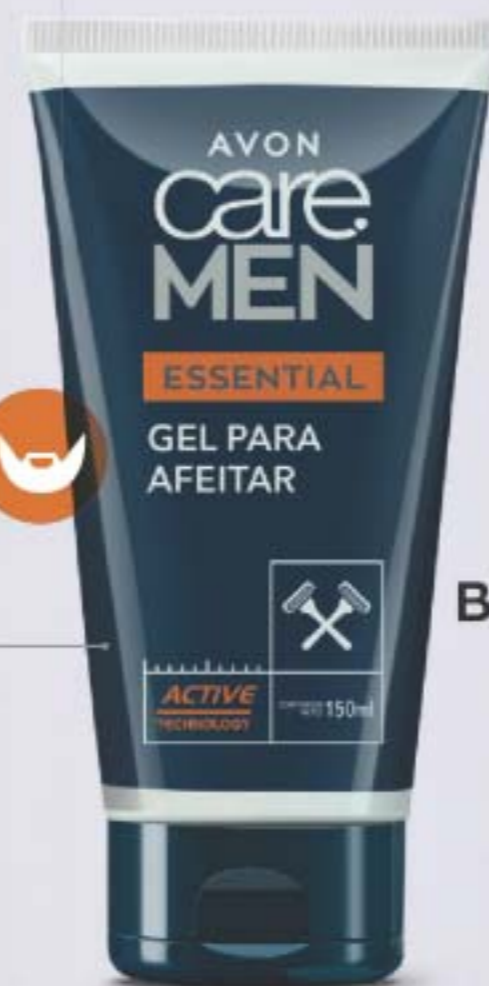 AVON
care
MEN
ESSENTIAL
GEL PARA
AFEITAR
B
ACTIVE
TECHNOLOGY
150ml